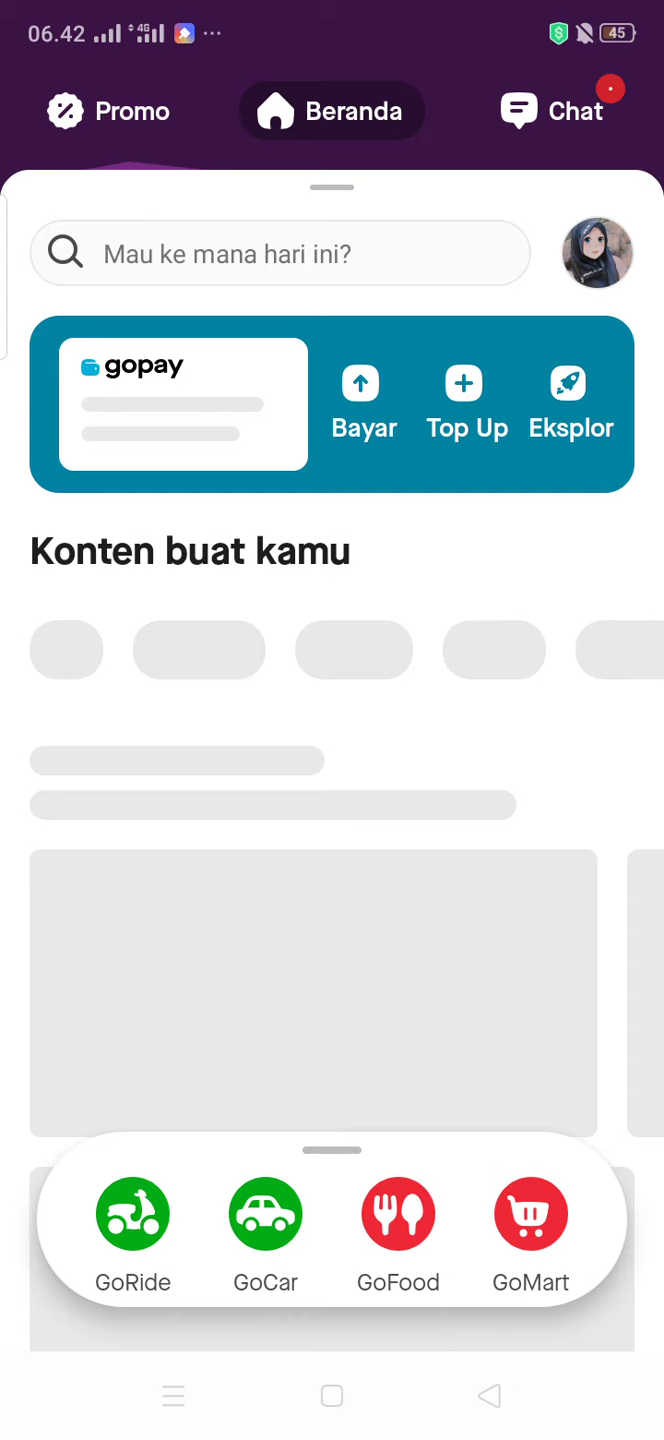 06.42 4G 45
Promo Beranda Chat
Mau ke mana hari ini?
gopay
Bayar Top Up Eksplor
Konten buat kamu
GoRide GoCar GoFood GoMart